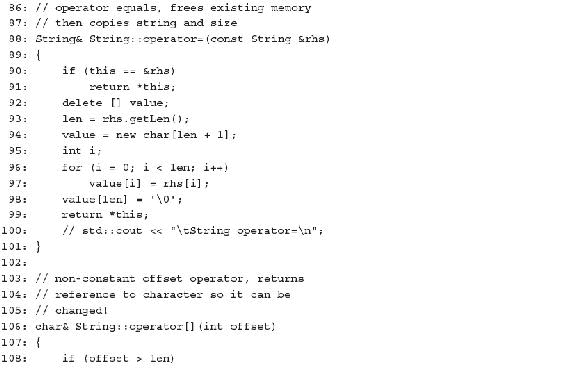 86: // operator equals, frees existing memory
87: // then copies string and size
88: String& String::operator=(const String &rhs)
89: {
90:     if (this == &rhs)
91:         return *this;
92:     delete [] value;
93:     len = rhs.getLen();
94:     value = new char[len + 1];
95:     int i;
96:     for (i = 0; i < len; i++)
97:         value[i] = rhs[i];
98:     value[len] = '\0';
99:     return *this;
100:     // std::cout << "\tString operator=\n";
101: }
102:
103: // non-constant offset operator, returns
104: // reference to character so it can be
105: // changed!
106: char& String::operator[](int offset)
107: {
108:     if (offset > len)